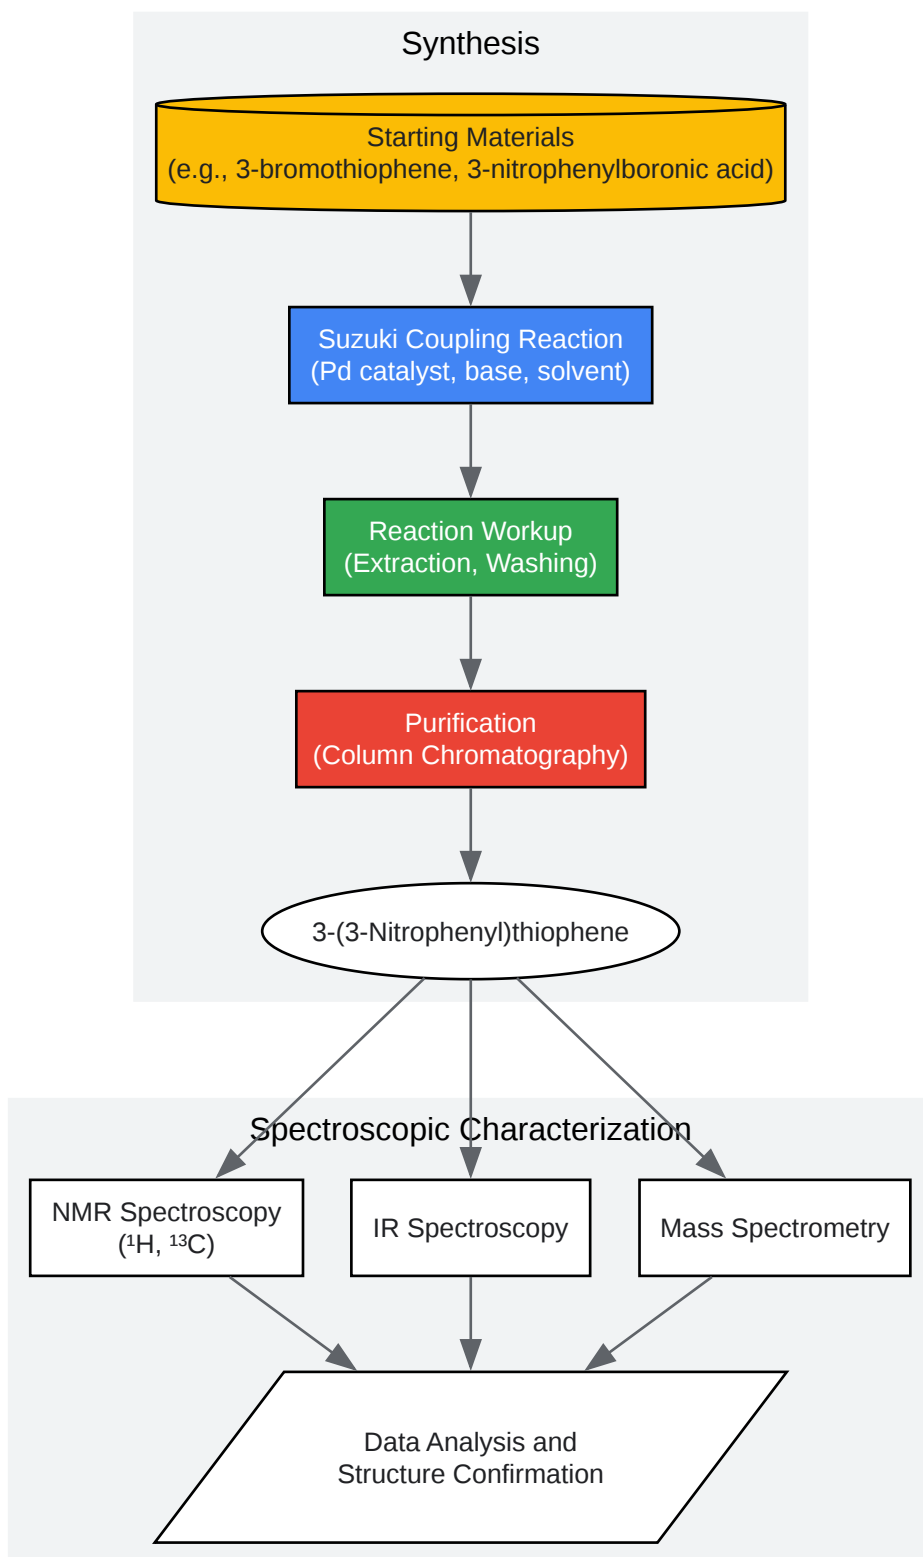 Synthesis
Starting Materials
(e.g., 3-bromothiophene, 3-nitrophenylboronic acid)
Suzuki Coupling Reaction
(Pd catalyst, base, solvent)
Reaction Workup
(Extraction, Washing)
Purification
(Column Chromatography)
3-(3-Nitrophenyl)thiophene
Spectroscopic Characterization
NMR Spectroscopy
(¹H, ¹³C)
IR Spectroscopy
Mass Spectrometry
Data Analysis and
Structure Confirmation